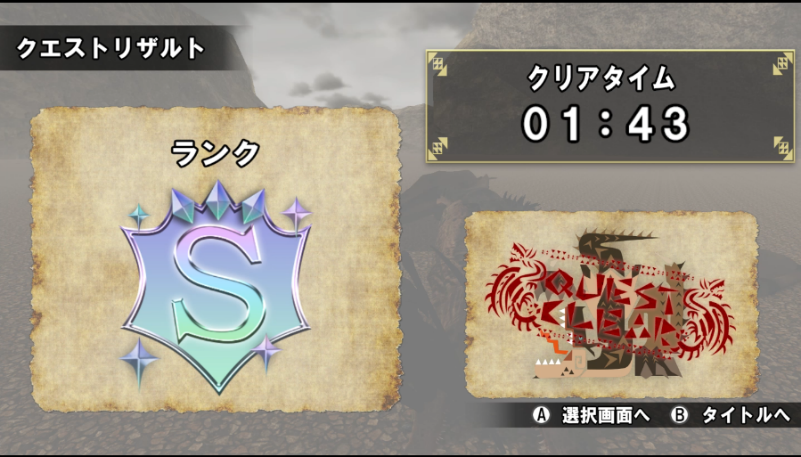 クエストリザルト
クリアタイム
01:43
ランク
S
QUEST
CLEAR
A 選択画面へ B タイトルへ